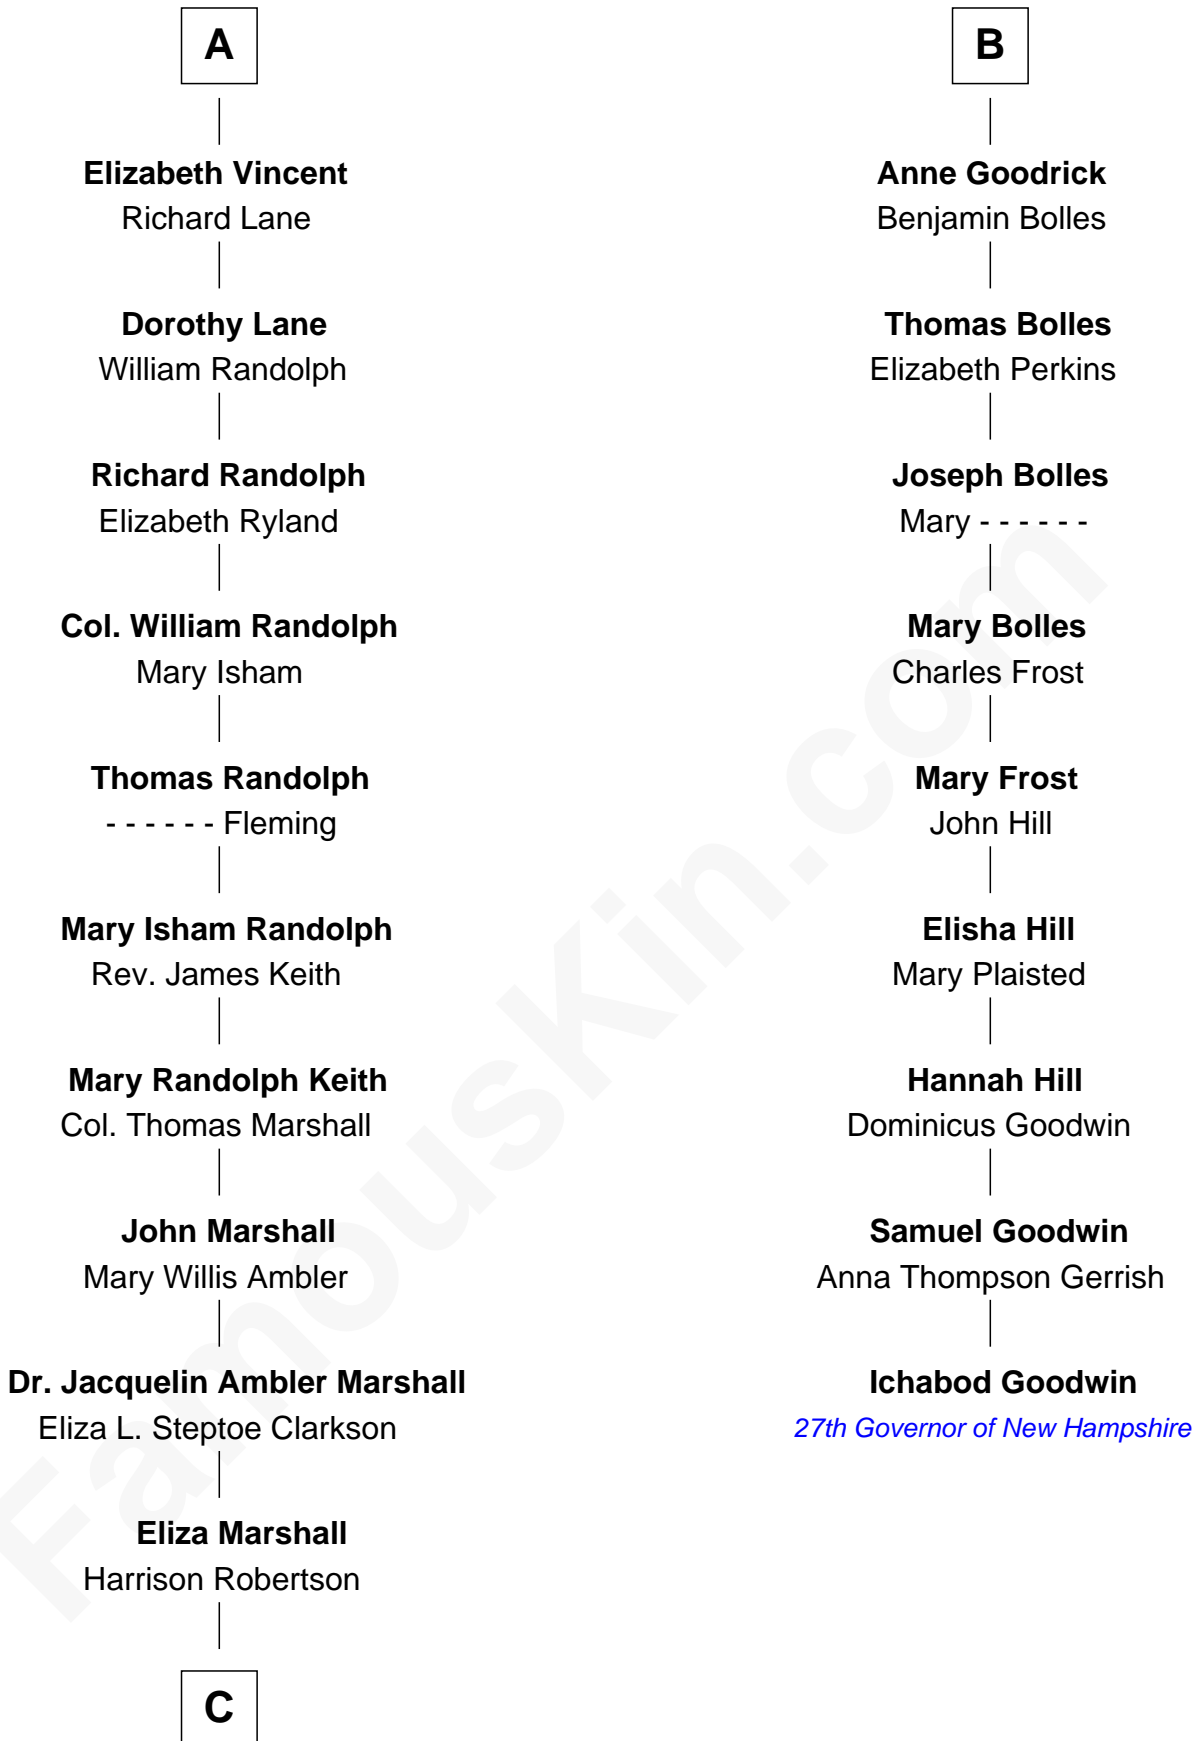 A
Elizabeth Vincent
Richard Lane
Dorothy Lane
William Randolph
Richard Randolph
Elizabeth Ryland
Col. William Randolph
Mary Isham
Thomas Randolph
- - - - - - Fleming
Mary Isham Randolph
Rev. James Keith
Mary Randolph Keith
Col. Thomas Marshall
John Marshall
Mary Willis Ambler
Dr. Jacquelin Ambler Marshall
Eliza L. Steptoe Clarkson
Eliza Marshall
Harrison Robertson
C
B
Anne Goodrick
Benjamin Bolles
Thomas Bolles
Elizabeth Perkins
Joseph Bolles
Mary - - - - - -
Mary Bolles
Charles Frost
Mary Frost
John Hill
Elisha Hill
Mary Plaisted
Hannah Hill
Dominicus Goodwin
Samuel Goodwin
Anna Thompson Gerrish
Ichabod Goodwin
27th Governor of New Hampshire
FamousKin.com